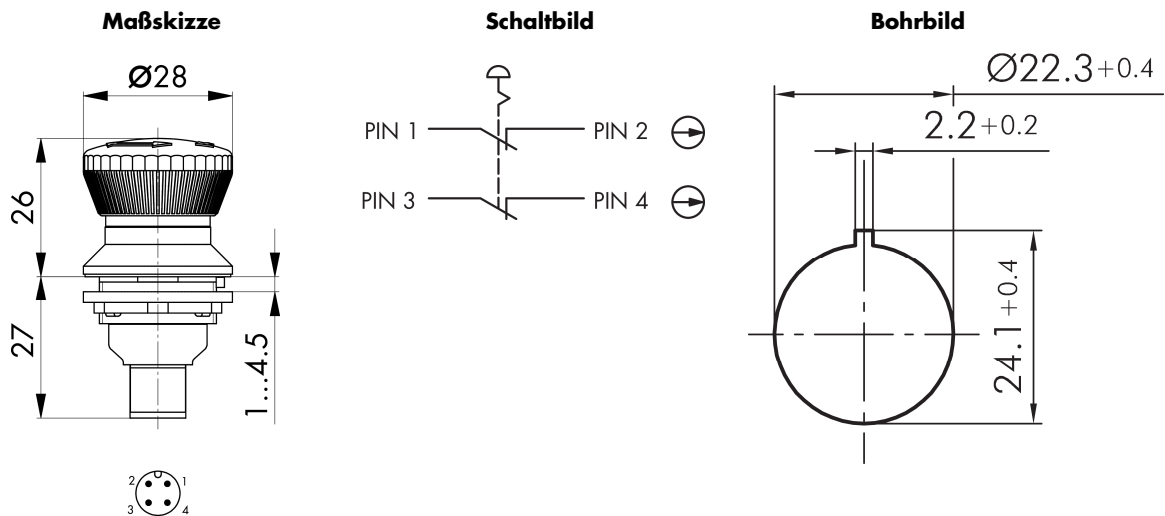 Maßskizze
Ø28
26
27
1...4.5
2 1
3 4
Schaltbild
PIN 1 PIN 2
PIN 3 PIN 4
Bohrbild
Ø22.3+0.4
2.2+0.2
24.1+0.4